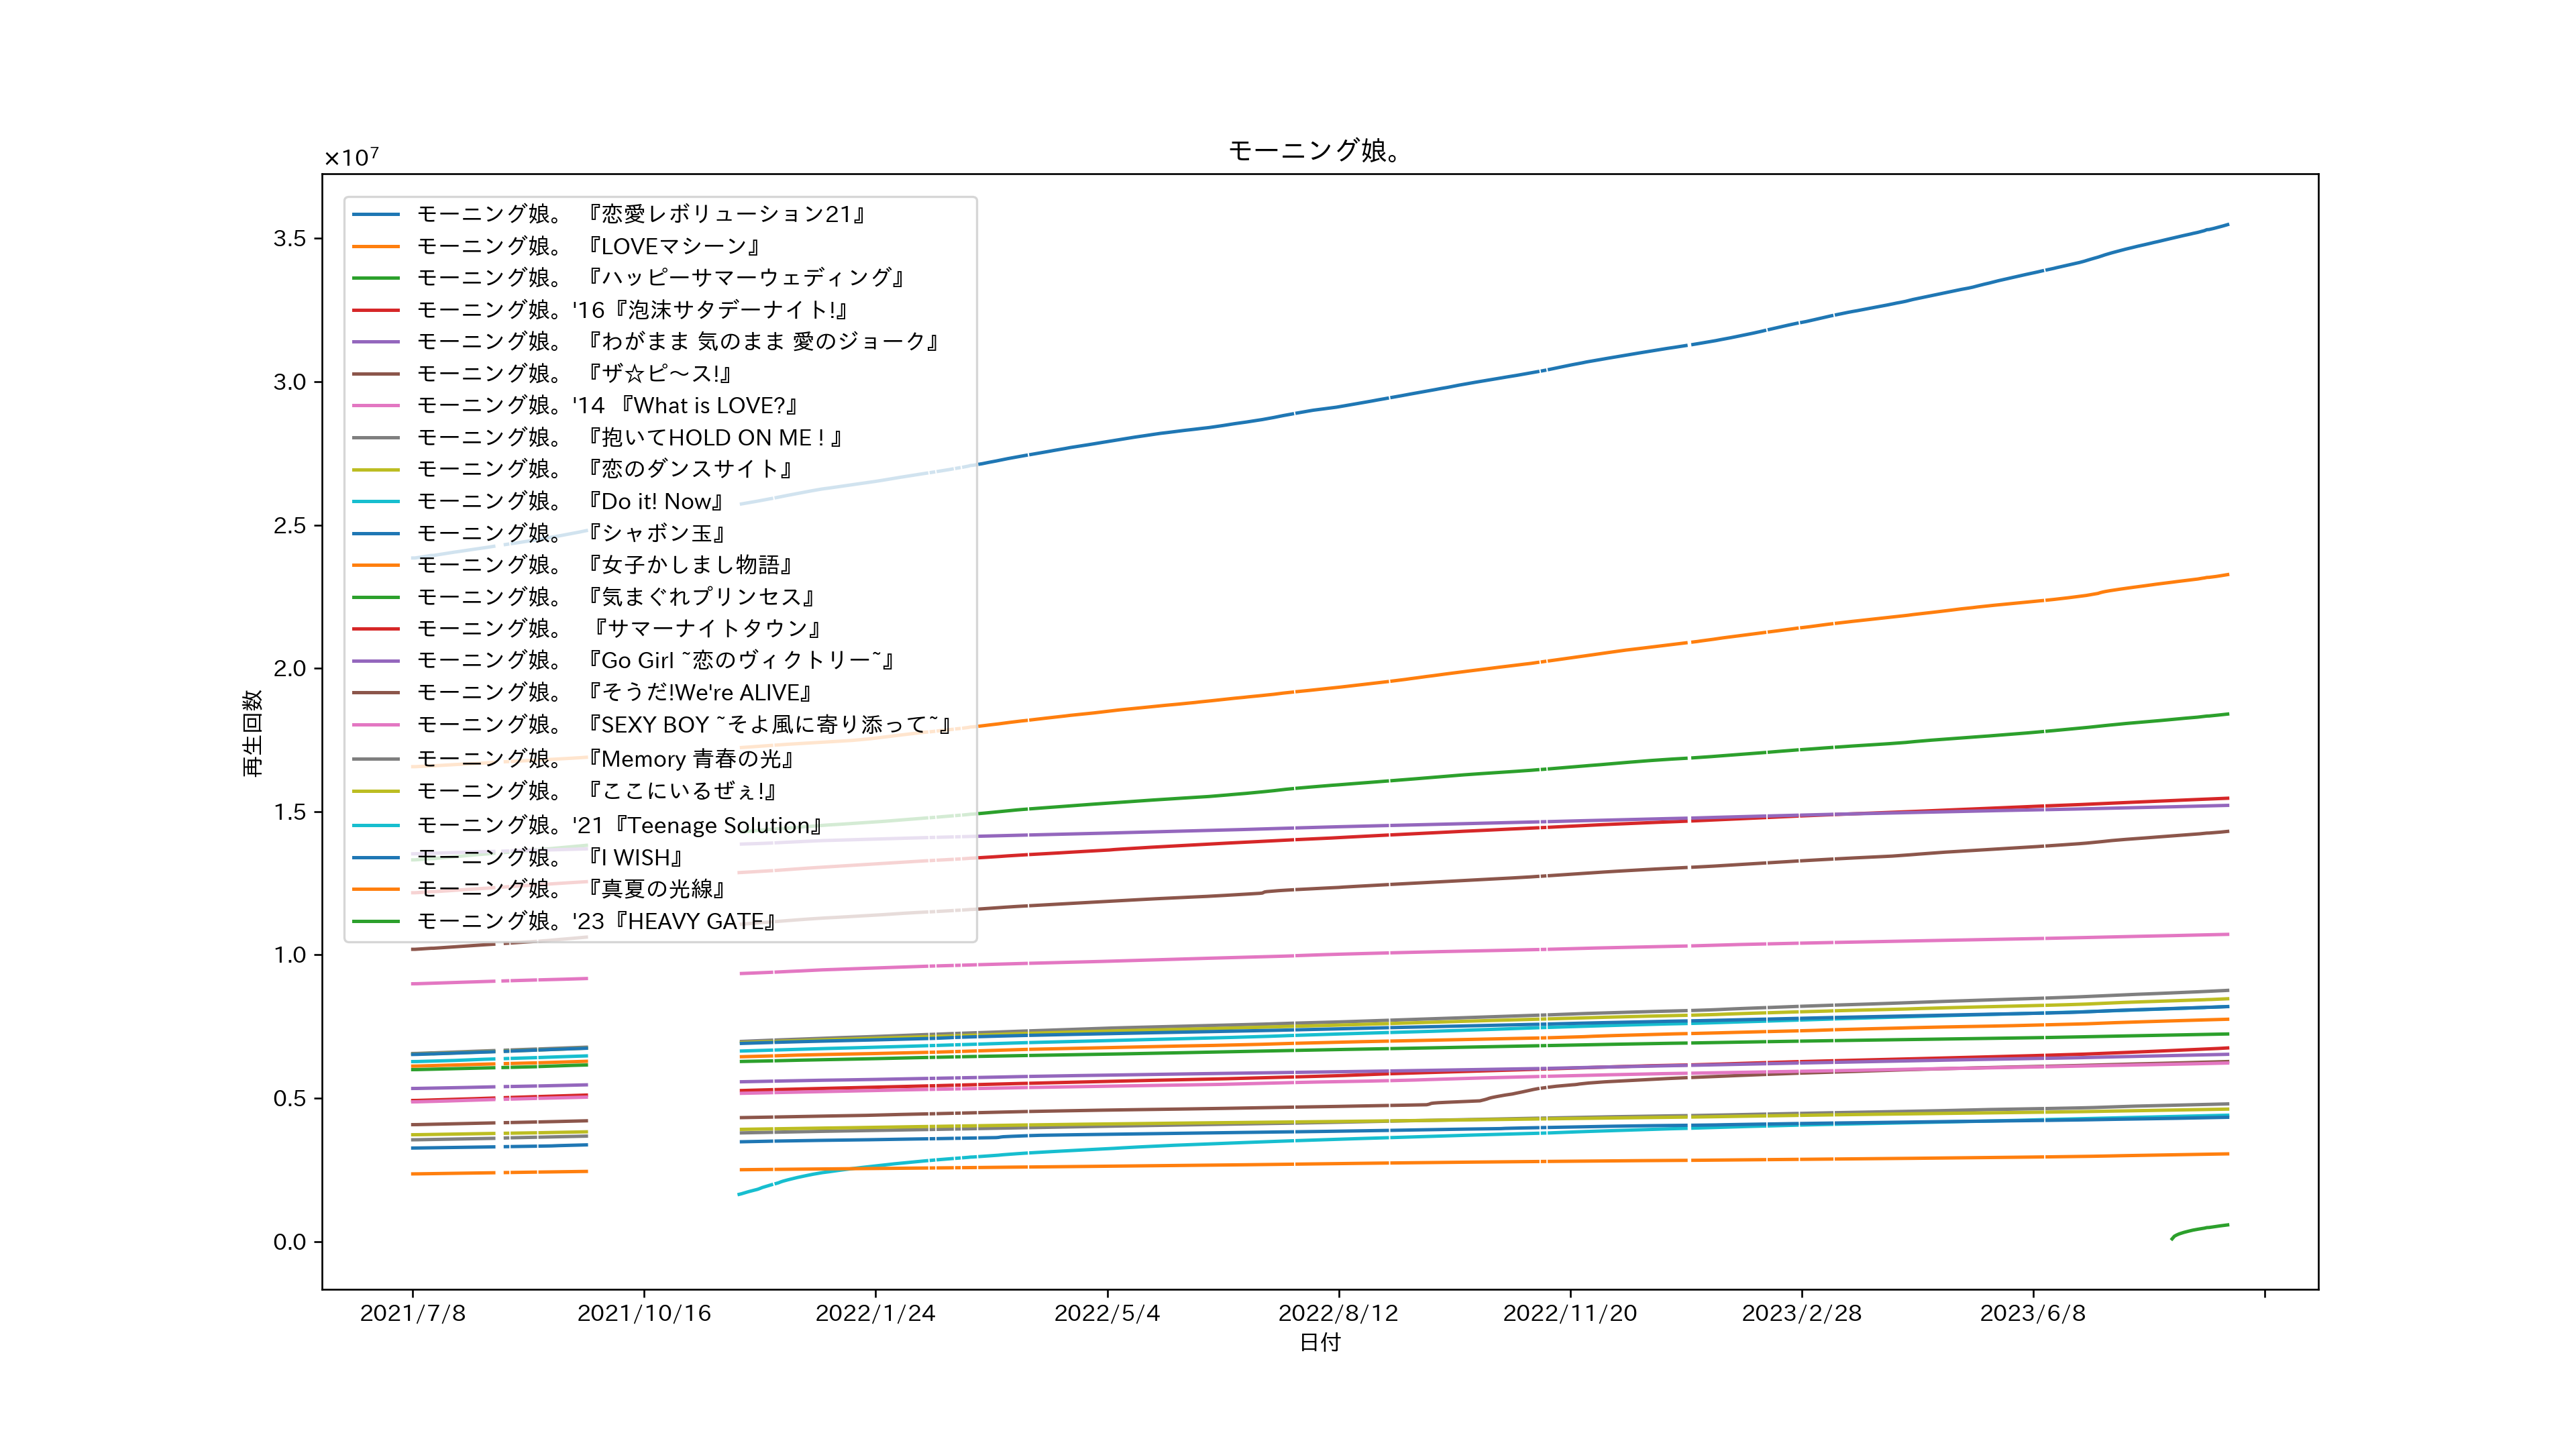 モーニング娘。
×10⁷
3.5
3.0
2.5
2.0
1.5
1.0
0.5
0.0
再生回数
モーニング娘。 『恋愛レボリューション21』
モーニング娘。 『LOVEマシーン』
モーニング娘。 『ハッピーサマーウェディング』
モーニング娘。'16『泡沫サタデーナイト!』
モーニング娘。 『わがまま 気のまま 愛のジョーク』
モーニング娘。 『ザ☆ピ～ス!』
モーニング娘。'14 『What is LOVE?』
モーニング娘。 『抱いてHOLD ON ME ! 』
モーニング娘。 『恋のダンスサイト』
モーニング娘。 『Do it! Now』
モーニング娘。 『シャボン玉』
モーニング娘。 『女子かしまし物語』
モーニング娘。 『気まぐれプリンセス』
モーニング娘。 『サマーナイトタウン』
モーニング娘。 『Go Girl ~恋のヴィクトリー~』
モーニング娘。 『そうだ!We're ALIVE』
モーニング娘。 『SEXY BOY ~そよ風に寄り添って~』
モーニング娘。 『Memory 青春の光』
モーニング娘。 『ここにいるぜぇ!』
モーニング娘。'21『Teenage Solution』
モーニング娘。 『I WISH』
モーニング娘。 『真夏の光線』
モーニング娘。'23『HEAVY GATE』
2021/7/8 2021/10/16 2022/1/24 2022/5/4 2022/8/12 2022/11/20 2023/2/28 2023/6/8
日付